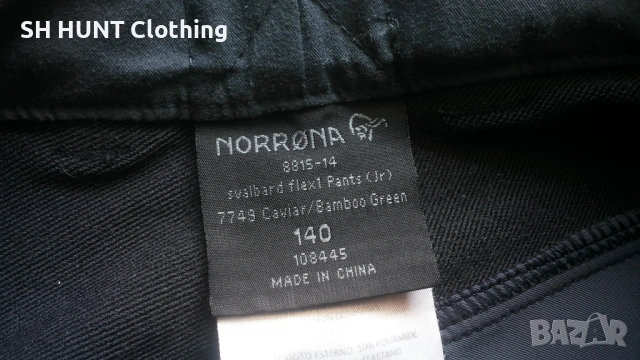 SH HUNT Clothing
NORRØNA
8815-14
svalbard flex1 Pants (Jr)
7749 Caviar/Bamboo Green
140
108445
MADE IN CHINA
BAZAR